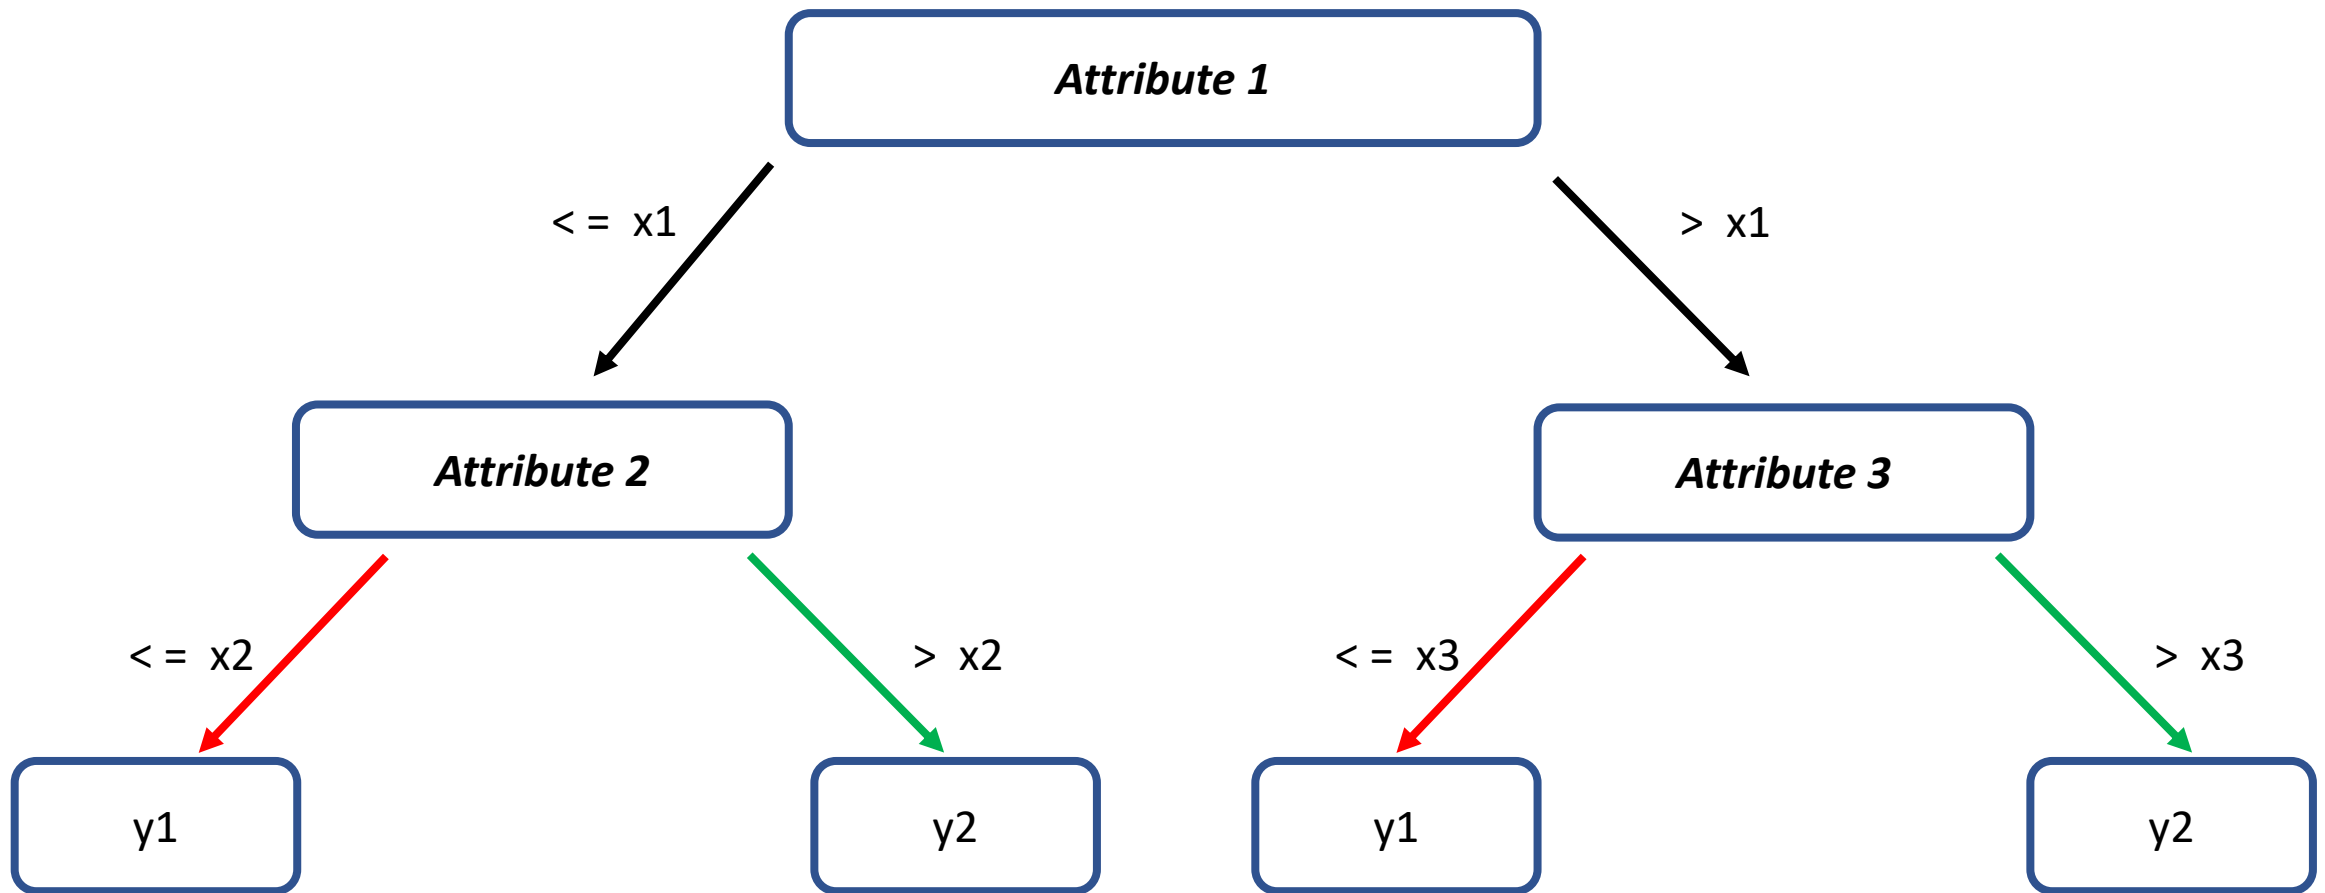 Attribute 1
< = x1
> x1
Attribute 2
Attribute 3
< = x2
> x2
< = x3
> x3
y1
y2
y1
y2